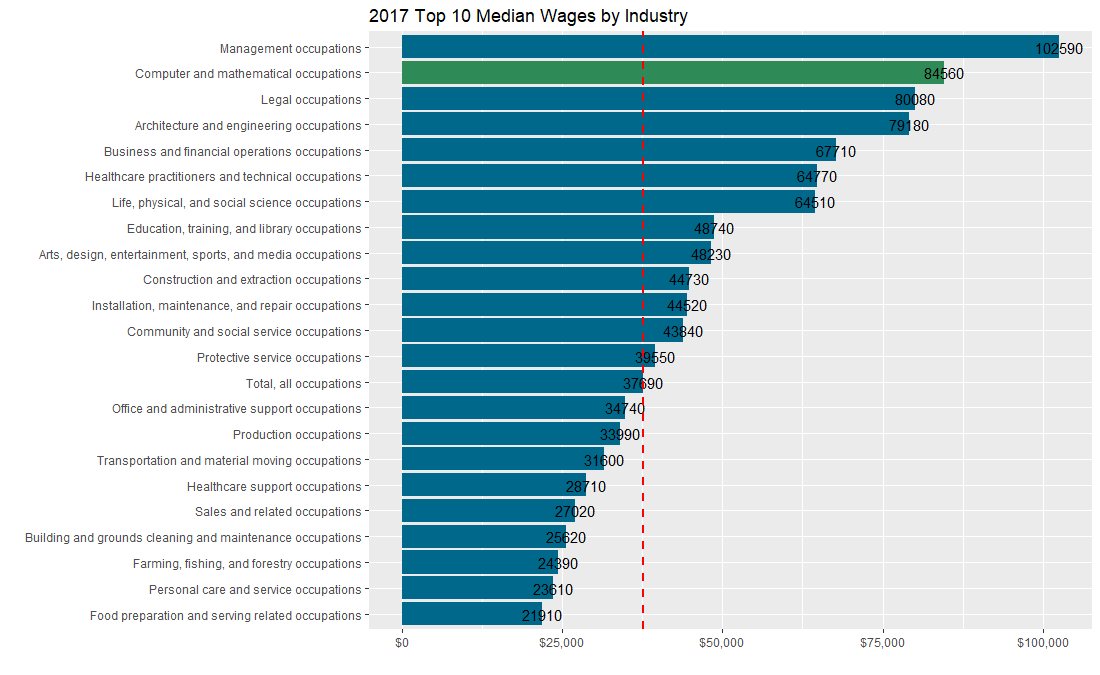 2017 Top 10 Median Wages by Industry
Management occupations 102590
Computer and mathematical occupations 84560
Legal occupations 80080
Architecture and engineering occupations 79180
Business and financial operations occupations 67710
Healthcare practitioners and technical occupations 64770
Life, physical, and social science occupations 64510
Education, training, and library occupations 48740
Arts, design, entertainment, sports, and media occupations 48230
Construction and extraction occupations 44730
Installation, maintenance, and repair occupations 44520
Community and social service occupations 43840
Protective service occupations 39550
Total, all occupations 37690
Office and administrative support occupations 34740
Production occupations 33990
Transportation and material moving occupations 31600
Healthcare support occupations 28710
Sales and related occupations 27020
Building and grounds cleaning and maintenance occupations 25620
Farming, fishing, and forestry occupations 24390
Personal care and service occupations 23610
Food preparation and serving related occupations 21910
$0 $25,000 $50,000 $75,000 $100,000